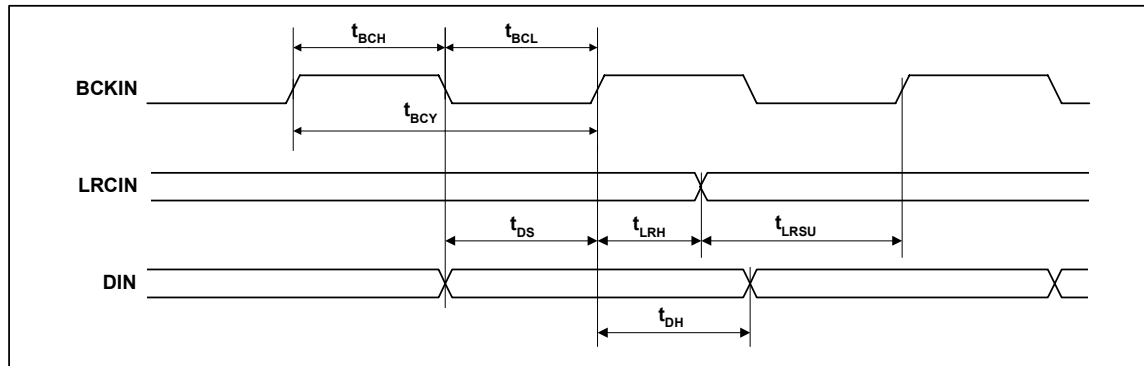 tBCH tBCL
BCKIN
tBCY
LRCIN
tDS tLRH tLRSU
DIN
tDH